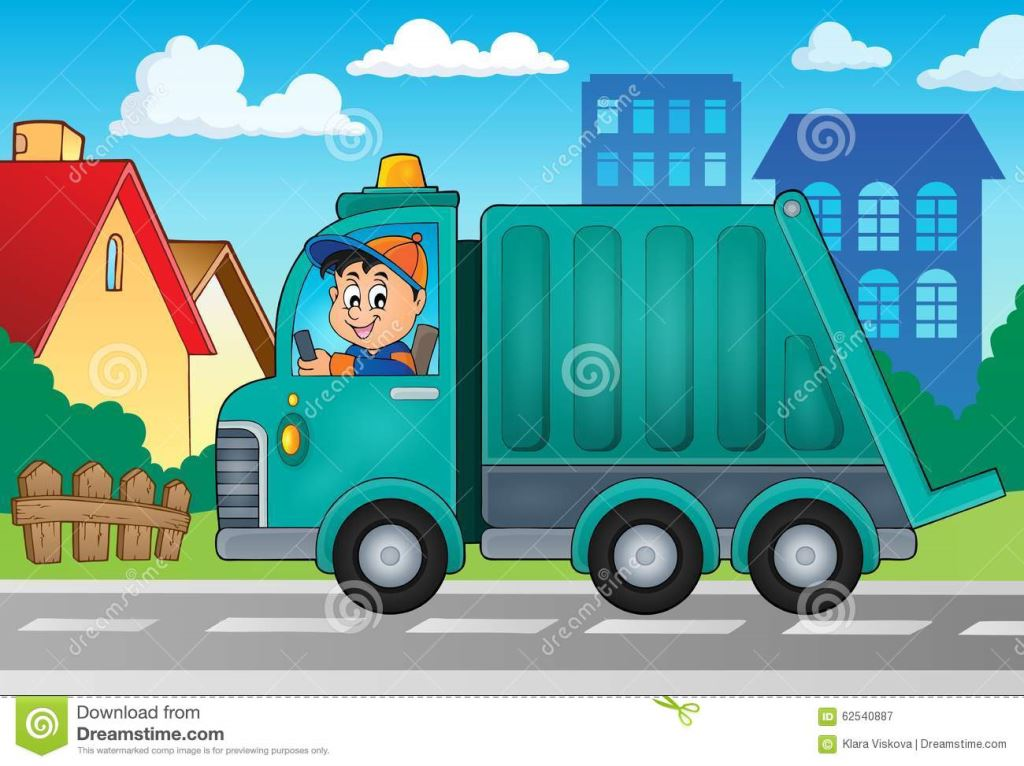 Download from
Dreamstime.com
This watermarked comp image is for previewing purposes only.
ID 62540887
© Klara Viskova | Dreamstime.com